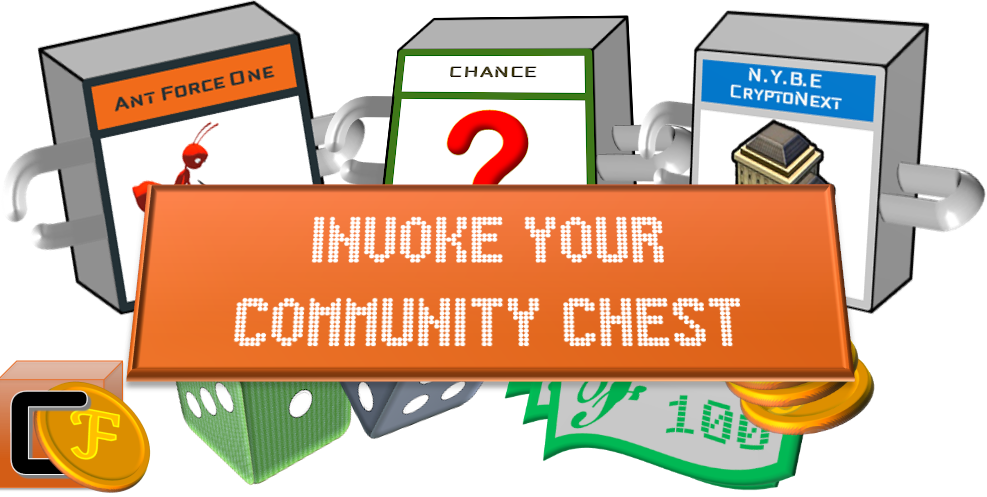 ANT FORCE ONE
CHANCE
?
N.Y.B.E
CRYPTONEXT
INVOKE YOUR
COMMUNITY CHEST
F
100